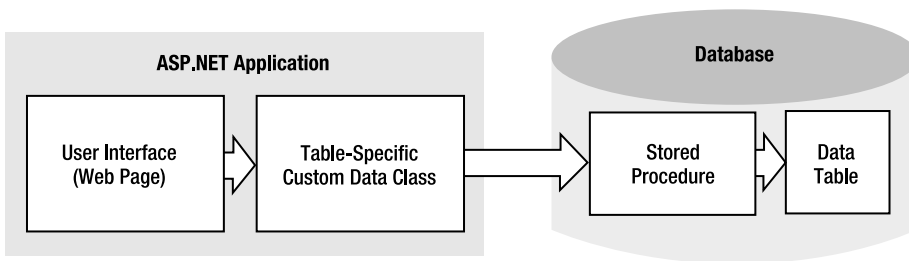 ASP.NET Application
User Interface
(Web Page)
Table-Specific
Custom Data Class
Database
Stored
Procedure
Data
Table